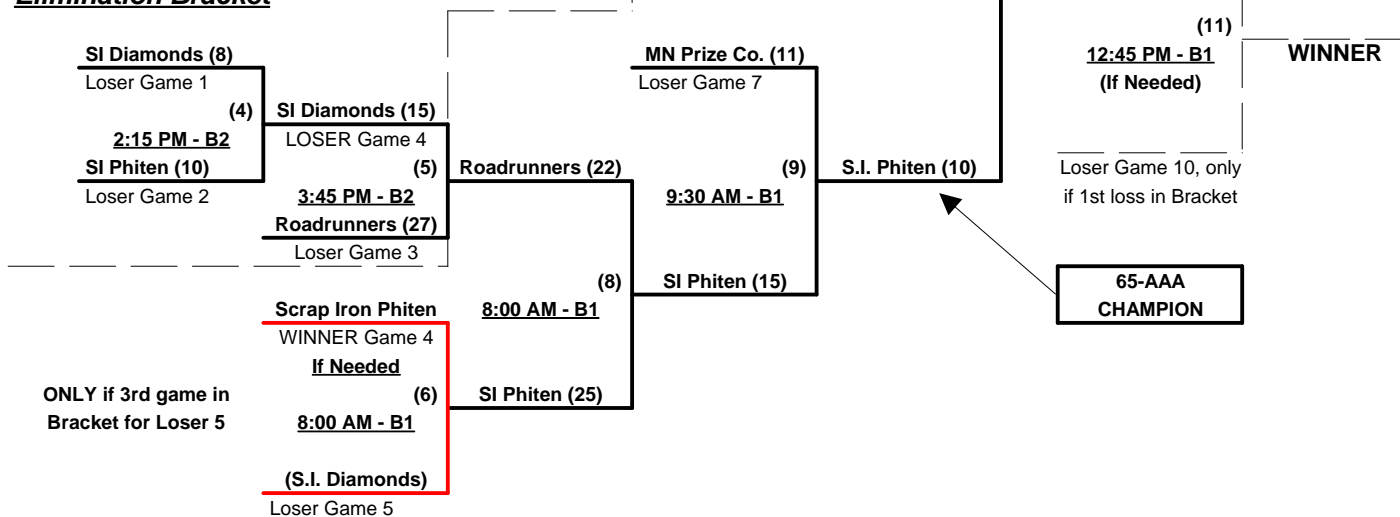 Elimination Bracket
(11)
SI Diamonds (8)
MN Prize Co. (11)
12:45 PM - B1
WINNER
Loser Game 1
Loser Game 7
(If Needed)
(4)
SI Diamonds (15)
2:15 PM - B2
LOSER Game 4
SI Phiten (10)
(5)
Roadrunners (22)
(9)
S.I. Phiten (10)
Loser Game 10, only
Loser Game 2
3:45 PM - B2
9:30 AM - B1
if 1st loss in Bracket
Roadrunners (27)
Loser Game 3
(8)
SI Phiten (15)
65-AAA
Scrap Iron Phiten
8:00 AM - B1
CHAMPION
WINNER Game 4
If Needed
ONLY if 3rd game in
(6)
SI Phiten (25)
Bracket for Loser 5
8:00 AM - B1
(S.I. Diamonds)
Loser Game 5